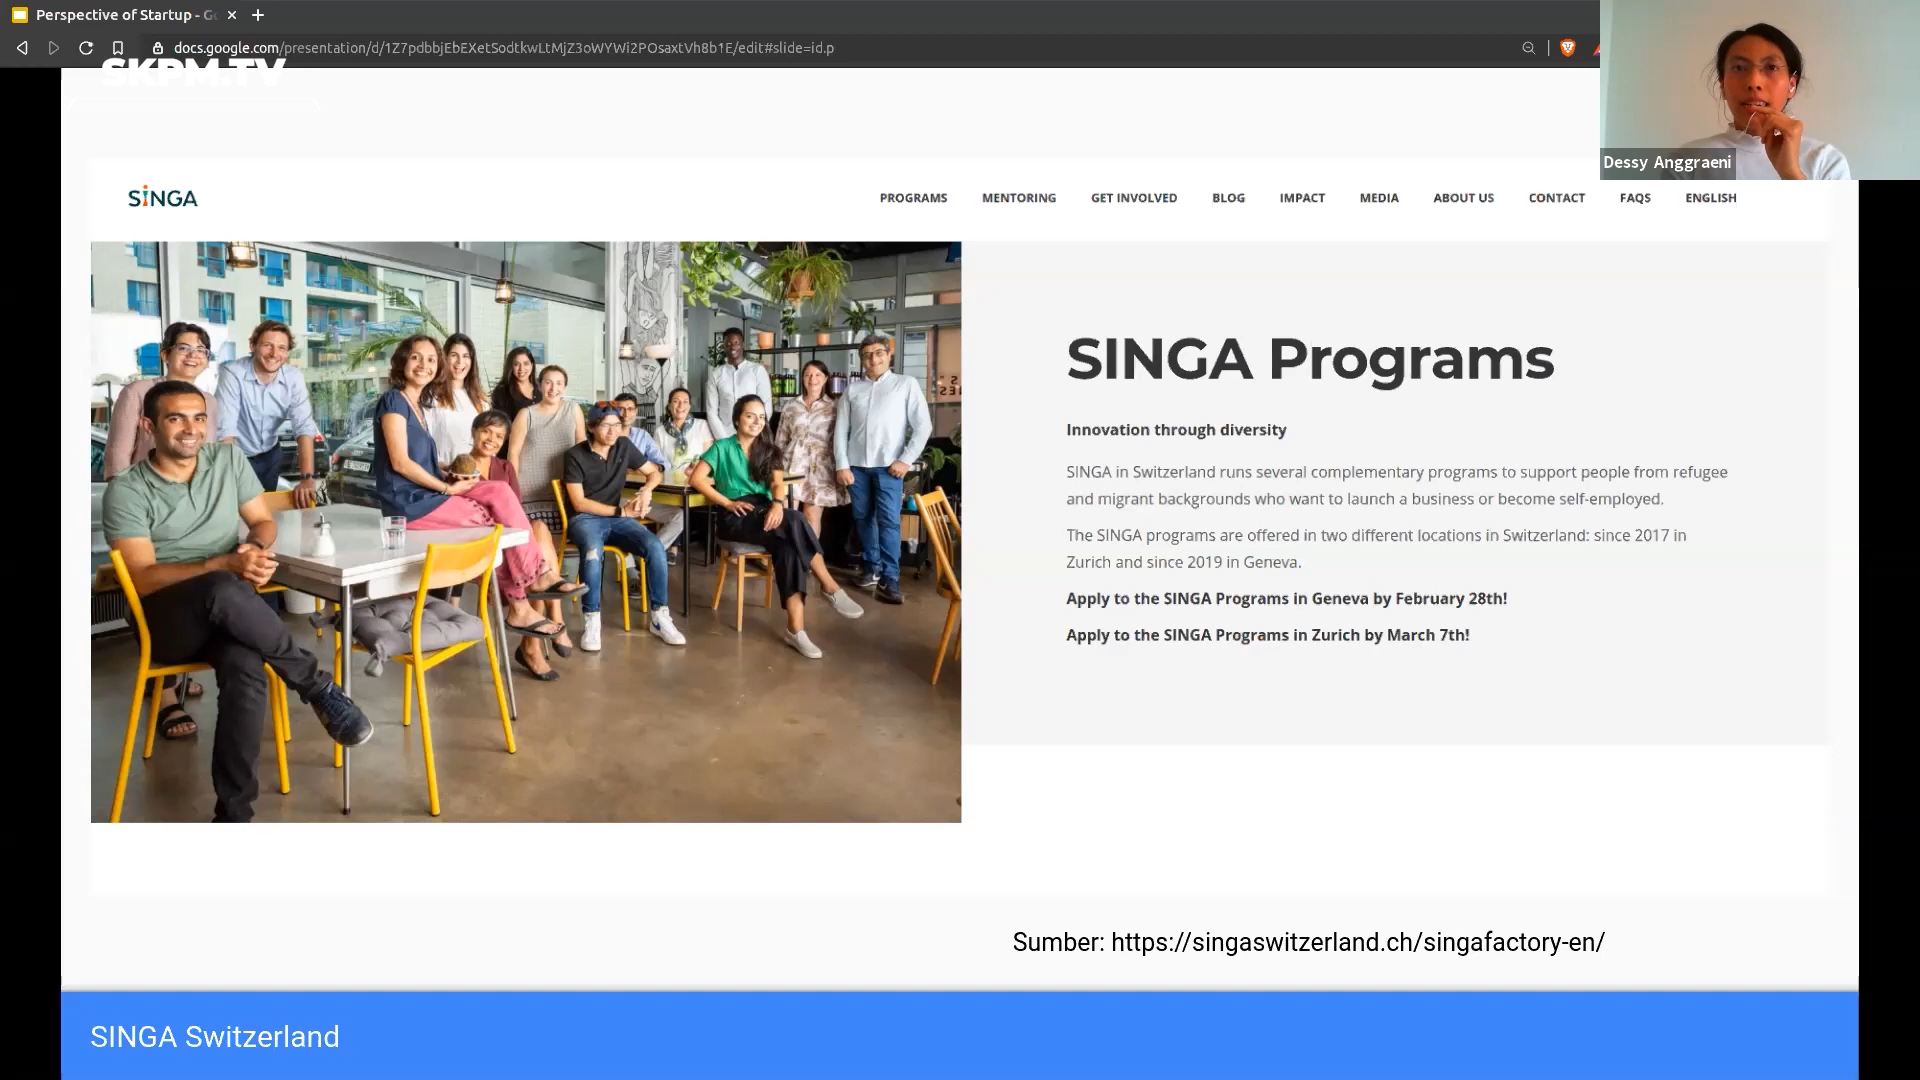 Perspective of Startup - Go
docs.google.com/presentation/d/1Z7pdbbjEbEXetSodtkwLtMjZ3oWYWi2POsaxtVh8b1E/edit#slide=id.p
SKPM.TV
Dessy Anggraeni
SINGA
PROGRAMS MENTORING GET INVOLVED BLOG IMPACT MEDIA ABOUT US CONTACT FAQS ENGLISH
SINGA Programs
Innovation through diversity
SINGA in Switzerland runs several complementary programs to support people from refugee
and migrant backgrounds who want to launch a business or become self-employed.
The SINGA programs are offered in two different locations in Switzerland: since 2017 in
Zurich and since 2019 in Geneva.
Apply to the SINGA Programs in Geneva by February 28th!
Apply to the SINGA Programs in Zurich by March 7th!
Sumber: https://singaswitzerland.ch/singafactory-en/
SINGA Switzerland